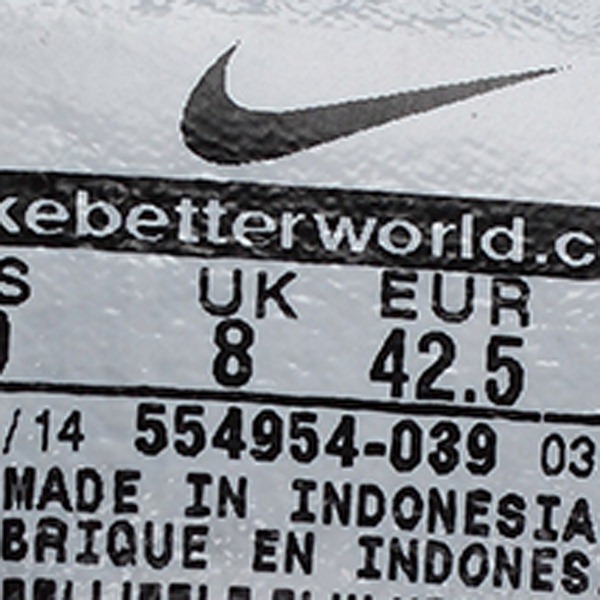 kebetterworld.c
S UK EUR
8 42.5
/14 554954-039 03
MADE IN INDONESIA
BRIQUE EN INDONES